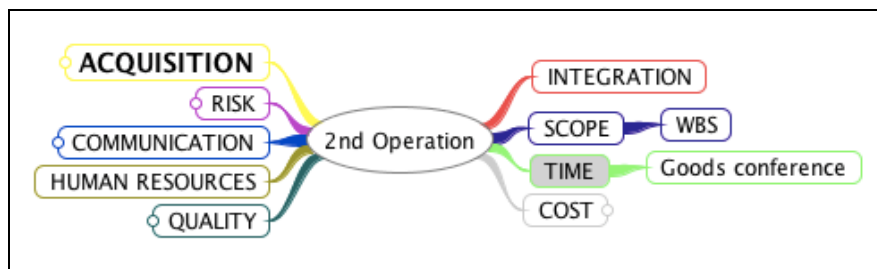 ACQUISITION
RISK
COMMUNICATION
HUMAN RESOURCES
QUALITY
2nd Operation
INTEGRATION
SCOPE
WBS
TIME
Goods conference
COST